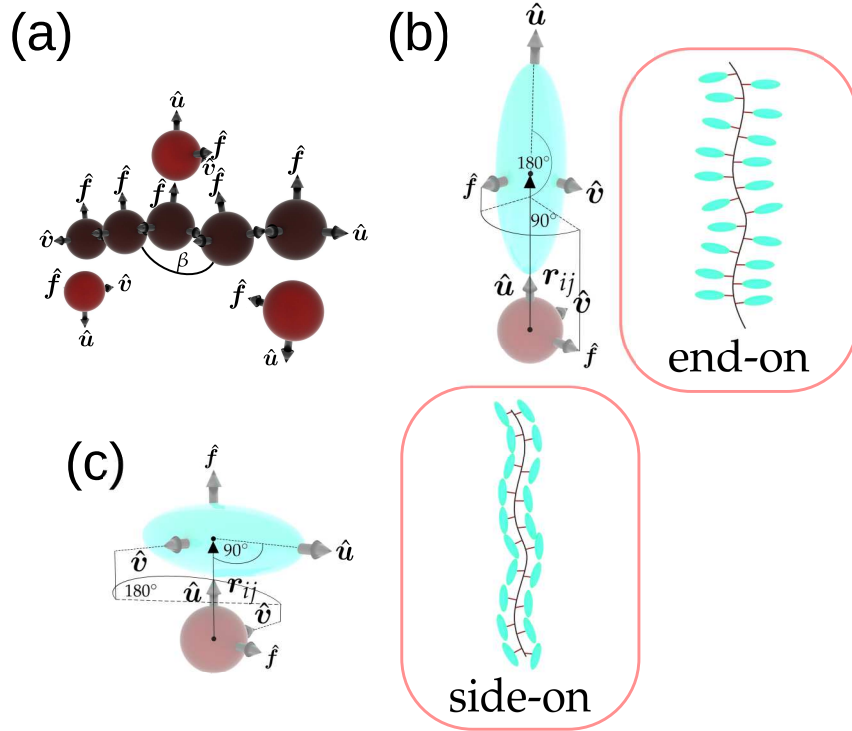 (a)
û
f̂
v̂
f̂
f̂
f̂
f̂
f̂
v̂
û
β
f̂
v̂
û
f̂
û
(b)
û
180°
f̂
v̂
90°
û
r_ij
v̂
f̂
end-on
(c)
f̂
90°
û
v̂
180°
û
r_ij
v̂
f̂
side-on